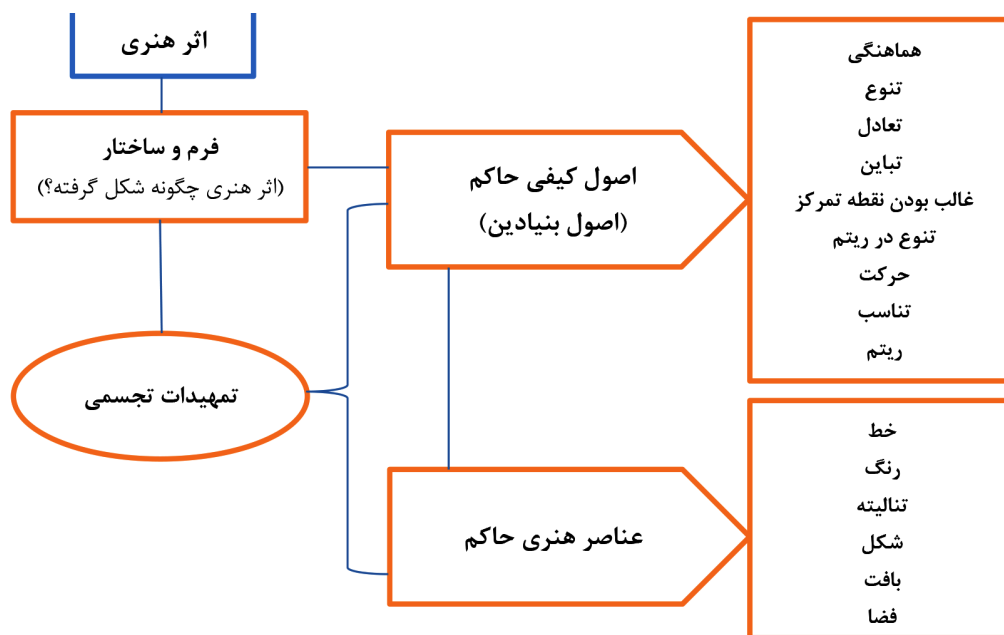 اثر هنری
فرم و ساختار
(اثر هنری چگونه شکل گرفته؟)
تمهیدات تجسمی
اصول کیفی حاکم
(اصول بنیادین)
هماهنگی
تنوع
تعادل
تباین
غالب بودن نقطه تمرکز
تنوع در ریتم
حرکت
تناسب
ریتم
عناصر هنری حاکم
خط
رنگ
تنالیته
شکل
بافت
فضا